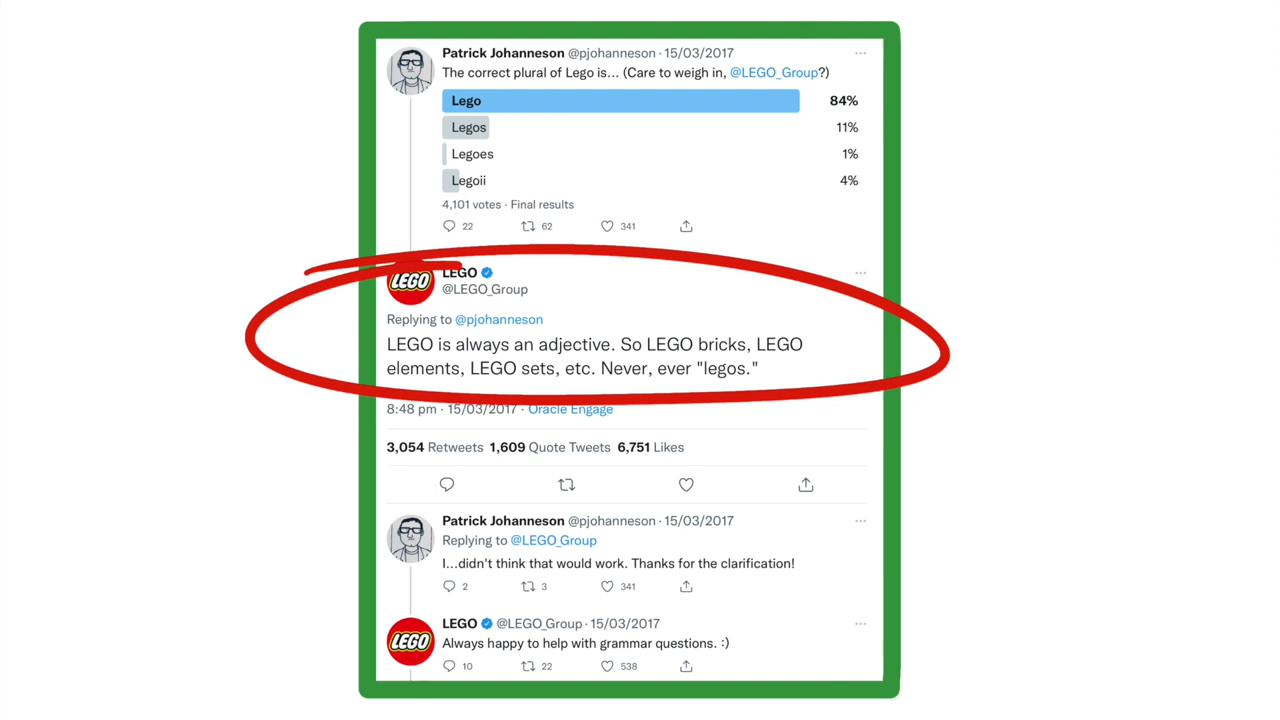 Patrick Johanneson @pjohanneson · 15/03/2017
The correct plural of Lego is... (Care to weigh in, @LEGO_Group?)
Lego 84%
Legos 11%
Legoes 1%
Legoii 4%
4,101 votes · Final results
22 62 341
LEGO
LEGO
@LEGO_Group
Replying to @pjohanneson
LEGO is always an adjective. So LEGO bricks, LEGO
elements, LEGO sets, etc. Never, ever "legos."
8:48 pm · 15/03/2017 · Oracle Engage
3,054 Retweets 1,609 Quote Tweets 6,751 Likes
Patrick Johanneson @pjohanneson · 15/03/2017
Replying to @LEGO_Group
I...didn't think that would work. Thanks for the clarification!
2 3 341
LEGO
LEGO @LEGO_Group · 15/03/2017
Always happy to help with grammar questions. :)
10 22 538